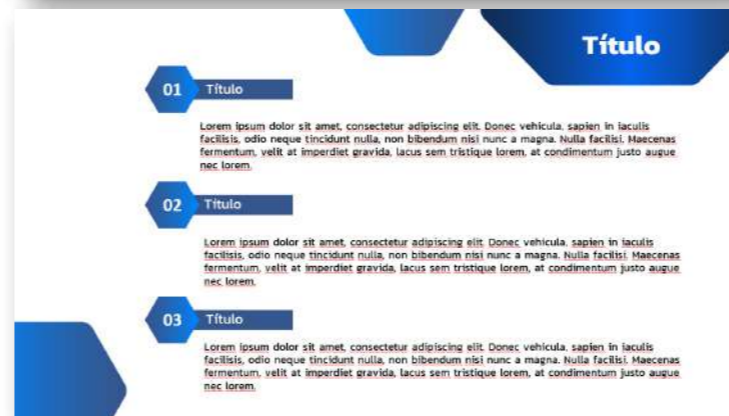 Título
01 Título
Lorem ipsum dolor sit amet, consectetur adipiscing elit. Donec vehicula, sapien in iaculis
facilisis, odio neque tincidunt nulla, non bibendum nisi nunc a magna. Nulla facilisi. Maecenas
fermentum, velit at imperdiet gravida, lacus sem tristique lorem, at condimentum justo augue
nec lorem.
02 Título
Lorem ipsum dolor sit amet, consectetur adipiscing elit. Donec vehicula, sapien in iaculis
facilisis, odio neque tincidunt nulla, non bibendum nisi nunc a magna. Nulla facilisi. Maecenas
fermentum, velit at imperdiet gravida, lacus sem tristique lorem, at condimentum justo augue
nec lorem.
03 Título
Lorem ipsum dolor sit amet, consectetur adipiscing elit. Donec vehicula, sapien in iaculis
facilisis, odio neque tincidunt nulla, non bibendum nisi nunc a magna. Nulla facilisi. Maecenas
fermentum, velit at imperdiet gravida, lacus sem tristique lorem, at condimentum justo augue
nec lorem.